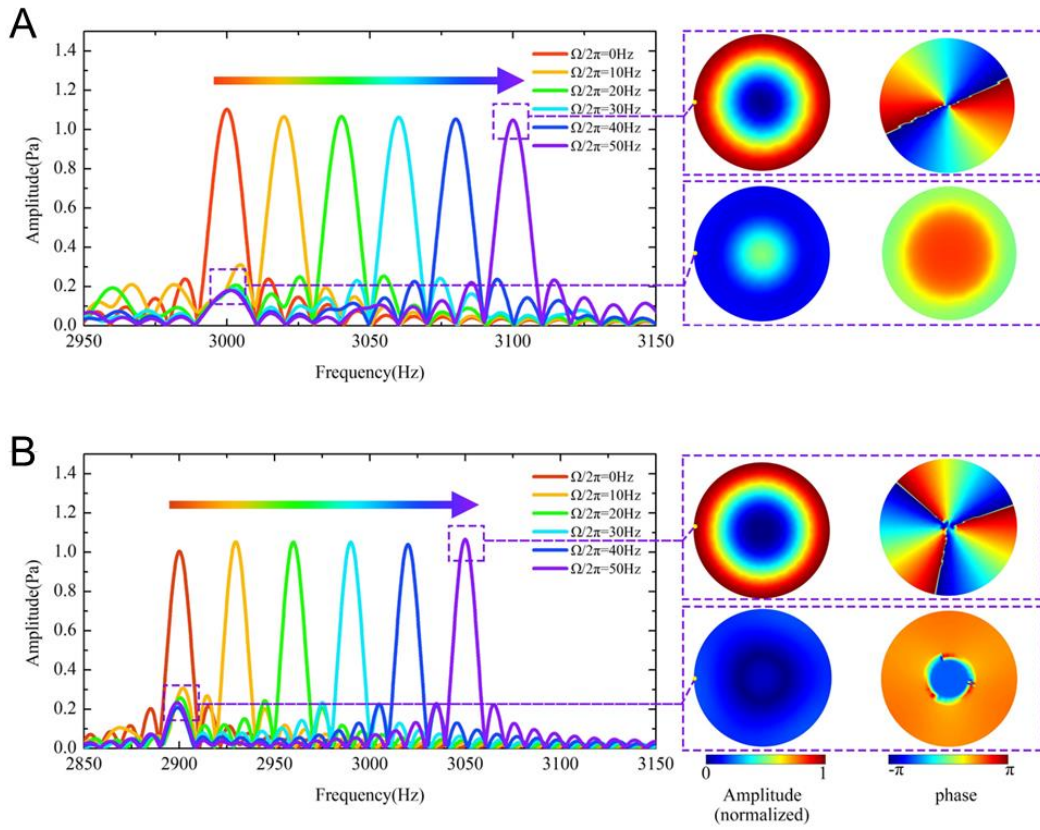 A
1.4
1.2
1.0
0.8
0.6
0.4
0.2
0.0
Amplitude(Pa)
2950
3000
3050
3100
3150
Frequency(Hz)
Ω/2π=0Hz
Ω/2π=10Hz
Ω/2π=20Hz
Ω/2π=30Hz
Ω/2π=40Hz
Ω/2π=50Hz
B
1.4
1.2
1.0
0.8
0.6
0.4
0.2
0.0
Amplitude(Pa)
2850
2900
2950
3000
3050
3100
3150
Frequency(Hz)
Ω/2π=0Hz
Ω/2π=10Hz
Ω/2π=20Hz
Ω/2π=30Hz
Ω/2π=40Hz
Ω/2π=50Hz
0 1
Amplitude
(normalized)
-π π
phase